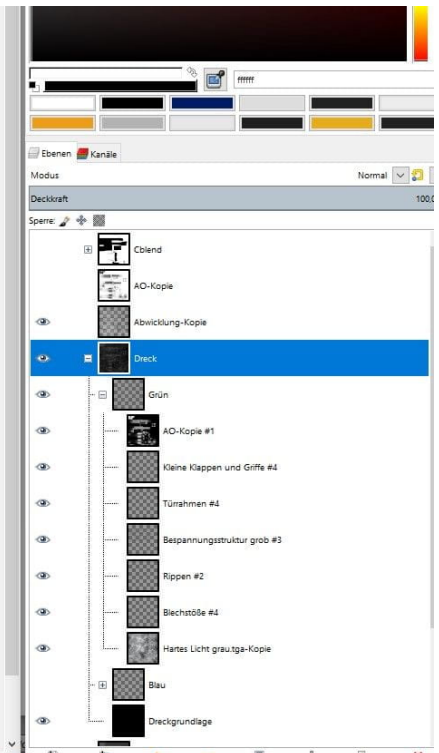 ffffff
Ebenen Kanäle
Modus Normal
Deckkraft 100,0
Sperre:
Cblend
AO-Kopie
Abwicklung-Kopie
Dreck
Grün
AO-Kopie #1
Kleine Klappen und Griffe #4
Türrahmen #4
Bespannungsstruktur grob #3
Rippen #2
Blechstöße #4
Hartes Licht grau.tga-Kopie
Blau
Dreckgrundlage